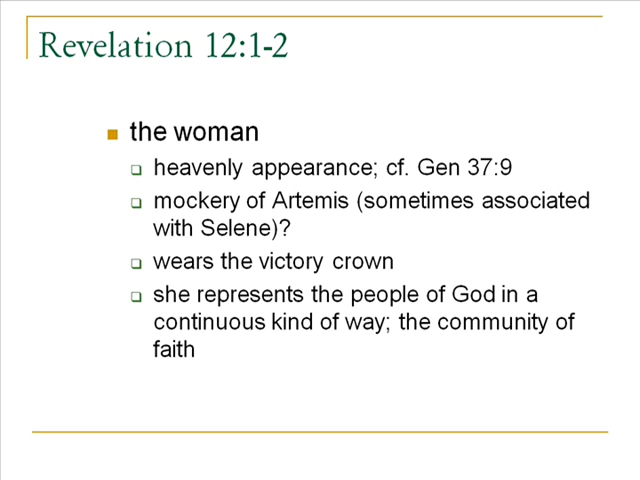 Revelation 12:1-2
the woman
heavenly appearance; cf. Gen 37:9
mockery of Artemis (sometimes associated
with Selene)?
wears the victory crown
she represents the people of God in a
continuous kind of way; the community of
faith